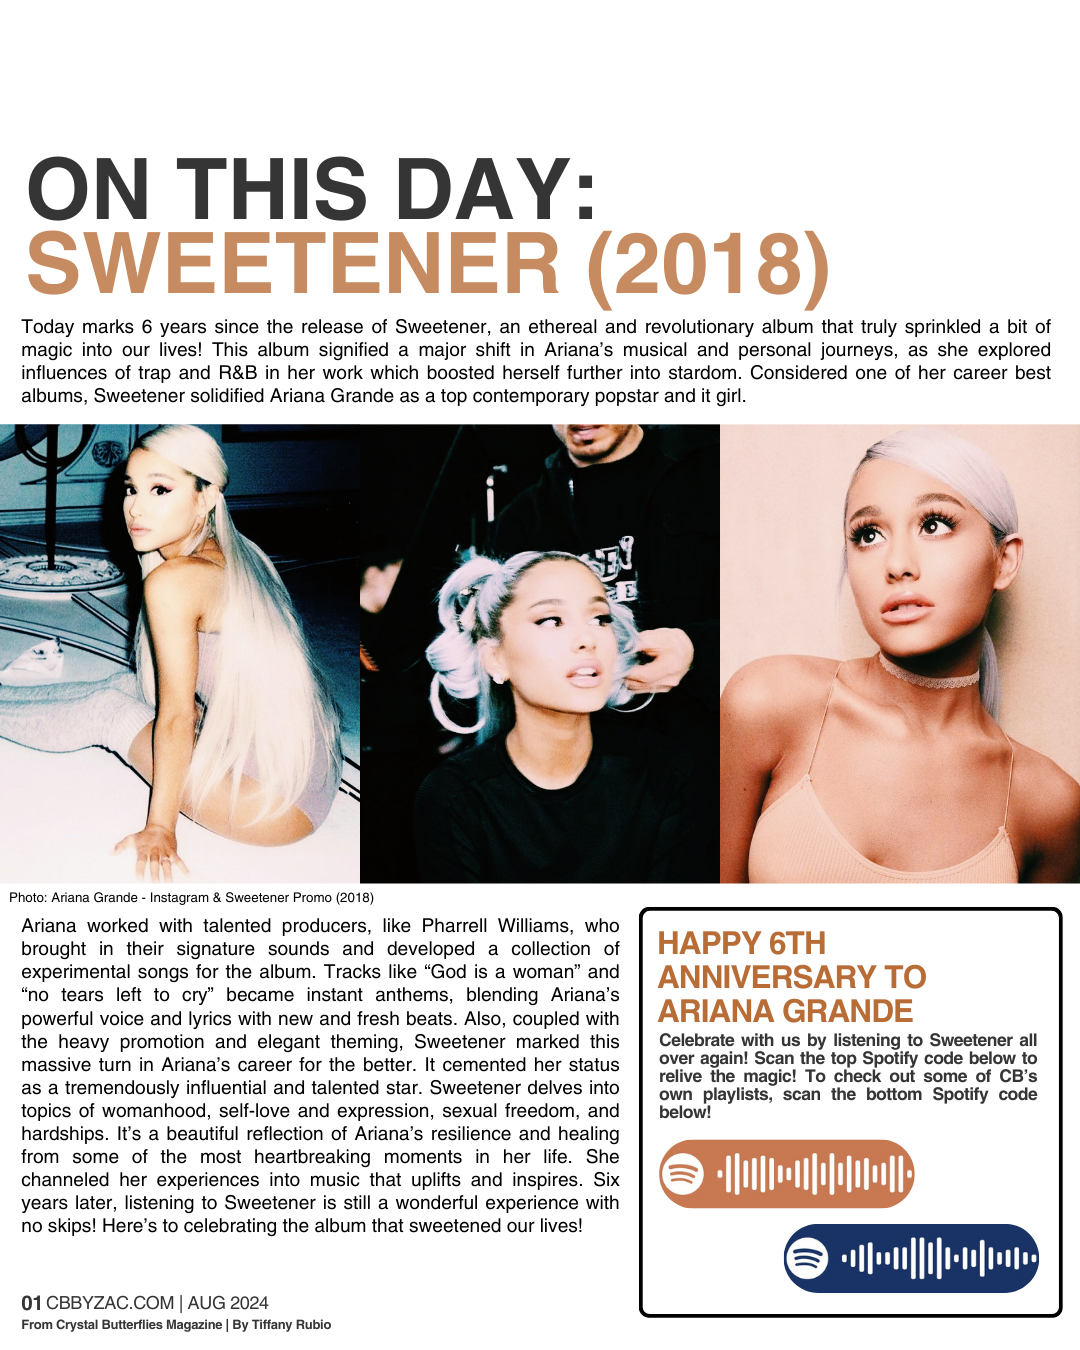 ON THIS DAY:
SWEETENER (2018)
Today marks 6 years since the release of Sweetener, an ethereal and revolutionary album that truly sprinkled a bit of
magic into our lives! This album signified a major shift in Ariana’s musical and personal journeys, as she explored
influences of trap and R&B in her work which boosted herself further into stardom. Considered one of her career best
albums, Sweetener solidified Ariana Grande as a top contemporary popstar and it girl.
Photo: Ariana Grande - Instagram & Sweetener Promo (2018)
Ariana worked with talented producers, like Pharrell Williams, who
brought in their signature sounds and developed a collection of
experimental songs for the album. Tracks like “God is a woman” and
“no tears left to cry” became instant anthems, blending Ariana’s
powerful voice and lyrics with new and fresh beats. Also, coupled with
the heavy promotion and elegant theming, Sweetener marked this
massive turn in Ariana’s career for the better. It cemented her status
as a tremendously influential and talented star. Sweetener delves into
topics of womanhood, self-love and expression, sexual freedom, and
hardships. It’s a beautiful reflection of Ariana’s resilience and healing
from some of the most heartbreaking moments in her life. She
channeled her experiences into music that uplifts and inspires. Six
years later, listening to Sweetener is still a wonderful experience with
no skips! Here’s to celebrating the album that sweetened our lives!
HAPPY 6TH
ANNIVERSARY TO
ARIANA GRANDE
Celebrate with us by listening to Sweetener all
over again! Scan the top Spotify code below to
relive the magic! To check out some of CB’s
own playlists, scan the bottom Spotify code
below!
01 CBBYZAC.COM | AUG 2024
From Crystal Butterflies Magazine | By Tiffany Rubio